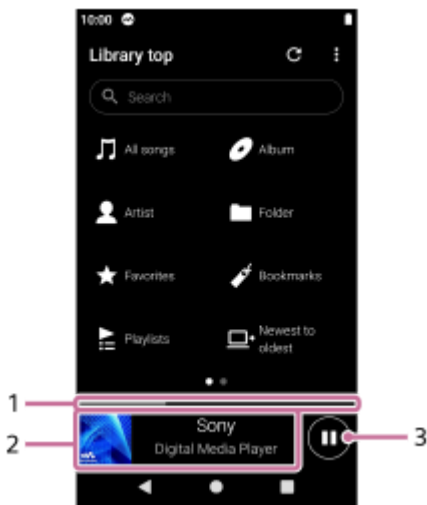 10:00
Library top
Search
All songs
Album
Artist
Folder
Favorites
Bookmarks
Playlists
Newest to
oldest
1
Sony
2
Digital Media Player
3